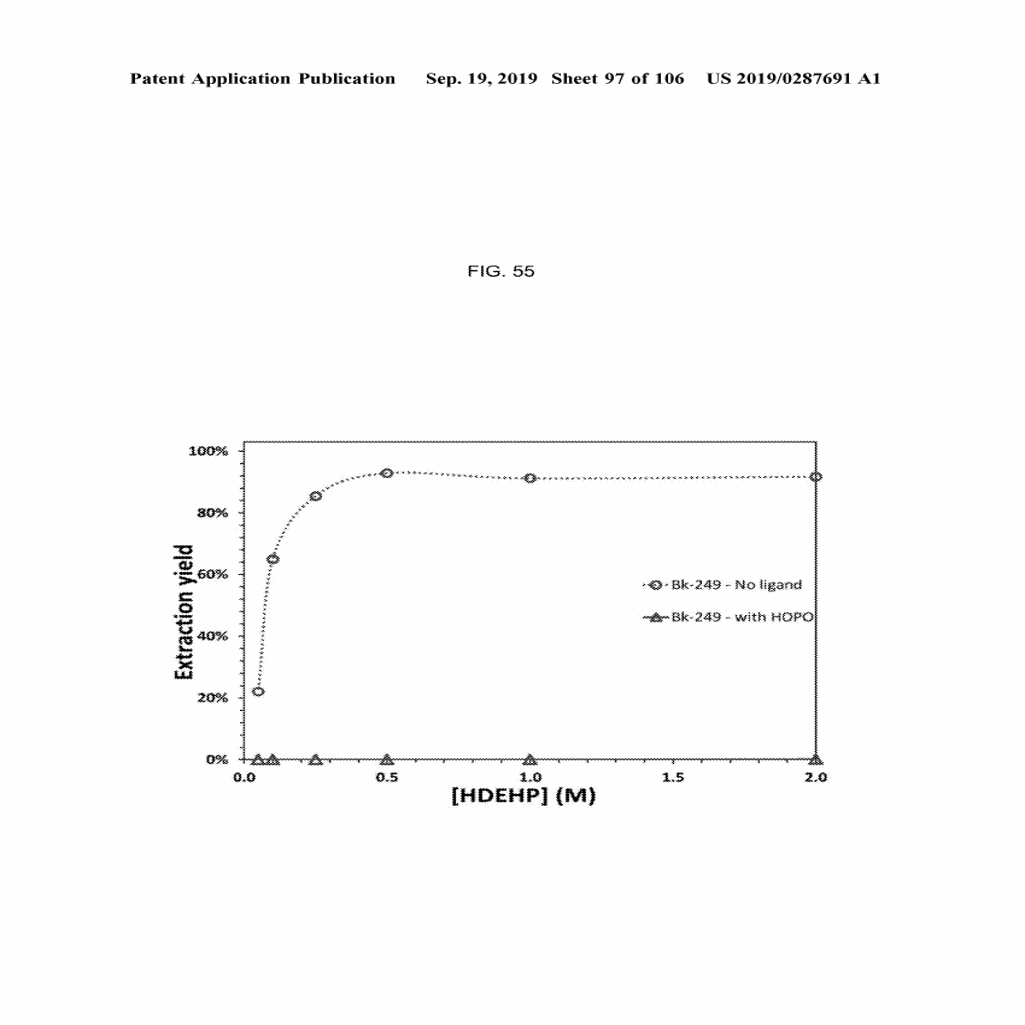 Patent Application Publication Sep. 19, 2019 Sheet 97 of 106 US 2019/0287691 A1
FIG. 55
100%
80%
60%
40%
20%
0%
Extraction yield
Bk-249 - No ligand
Bk-249 - with HOPO
0.0 0.5 1.0 1.5 2.0
[HDEHP] (M)